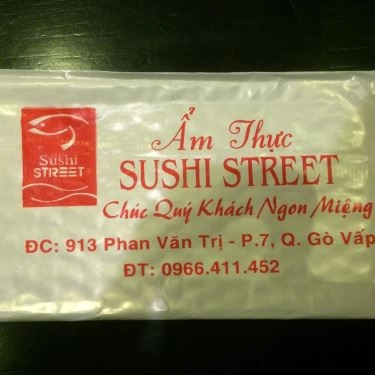 Sushi
STREET
Ẩm Thực
SUSHI STREET
Chúc Quý Khách Ngon Miệng
ĐC: 913 Phan Văn Trị - P.7, Q. Gò Vấp
ĐT: 0966.411.452